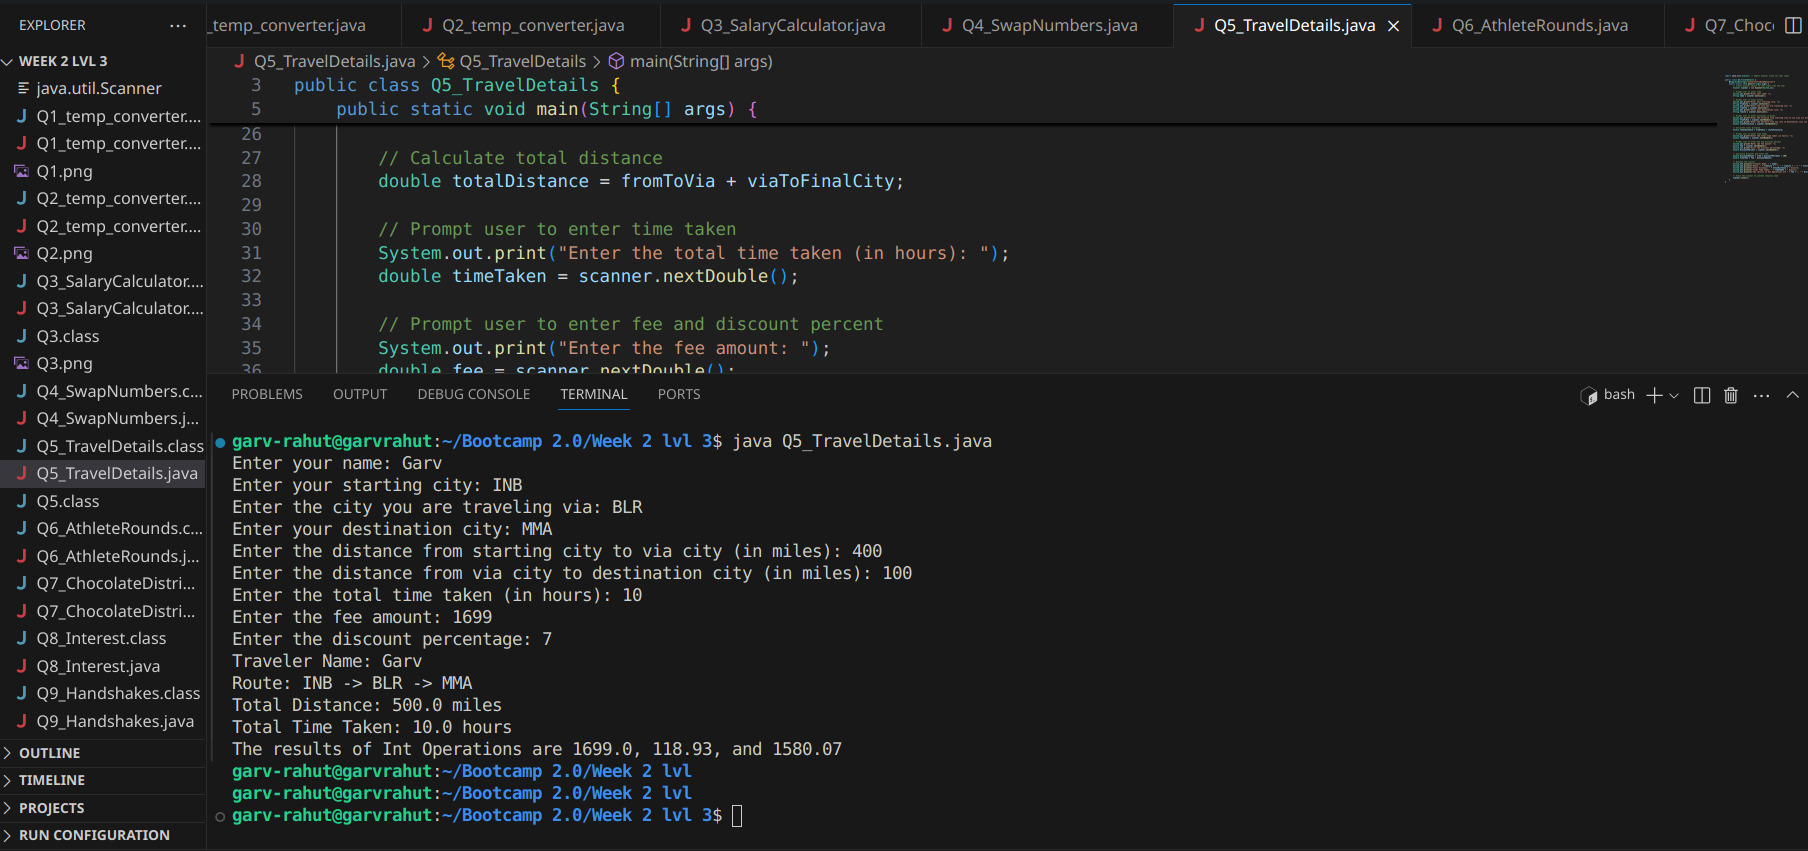 EXPLORER
···
WEEK 2 LVL 3
java.util.Scanner
Q1_temp_converter....
Q1_temp_converter....
Q1.png
Q2_temp_converter....
Q2_temp_converter....
Q2.png
Q3_SalaryCalculator....
Q3_SalaryCalculator....
Q3.class
Q3.png
Q4_SwapNumbers.c...
Q4_SwapNumbers.j...
Q5_TravelDetails.class
Q5_TravelDetails.java
Q5.class
Q6_AthleteRounds.c...
Q6_AthleteRounds.j...
Q7_ChocolateDistri...
Q7_ChocolateDistri...
Q8_Interest.class
Q8_Interest.java
Q9_Handshakes.class
Q9_Handshakes.java
OUTLINE
TIMELINE
PROJECTS
RUN CONFIGURATION
_temp_converter.java Q2_temp_converter.java Q3_SalaryCalculator.java Q4_SwapNumbers.java Q5_TravelDetails.java Q6_AthleteRounds.java Q7_Choc
Q5_TravelDetails.java > Q5_TravelDetails > main(String[] args)
3 public class Q5_TravelDetails {
5 public static void main(String[] args) {
26
27 // Calculate total distance
28 double totalDistance = fromToVia + viaToFinalCity;
29
30 // Prompt user to enter time taken
31 System.out.print("Enter the total time taken (in hours): ");
32 double timeTaken = scanner.nextDouble();
33
34 // Prompt user to enter fee and discount percent
35 System.out.print("Enter the fee amount: ");
36 double fee = scanner.nextDouble();
PROBLEMS OUTPUT DEBUG CONSOLE TERMINAL PORTS
bash
garv-rahut@garvrahut:~/Bootcamp 2.0/Week 2 lvl 3$ java Q5_TravelDetails.java
Enter your name: Garv
Enter your starting city: INB
Enter the city you are traveling via: BLR
Enter your destination city: MMA
Enter the distance from starting city to via city (in miles): 400
Enter the distance from via city to destination city (in miles): 100
Enter the total time taken (in hours): 10
Enter the fee amount: 1699
Enter the discount percentage: 7
Traveler Name: Garv
Route: INB -> BLR -> MMA
Total Distance: 500.0 miles
Total Time Taken: 10.0 hours
The results of Int Operations are 1699.0, 118.93, and 1580.07
garv-rahut@garvrahut:~/Bootcamp 2.0/Week 2 lvl
garv-rahut@garvrahut:~/Bootcamp 2.0/Week 2 lvl
garv-rahut@garvrahut:~/Bootcamp 2.0/Week 2 lvl 3$